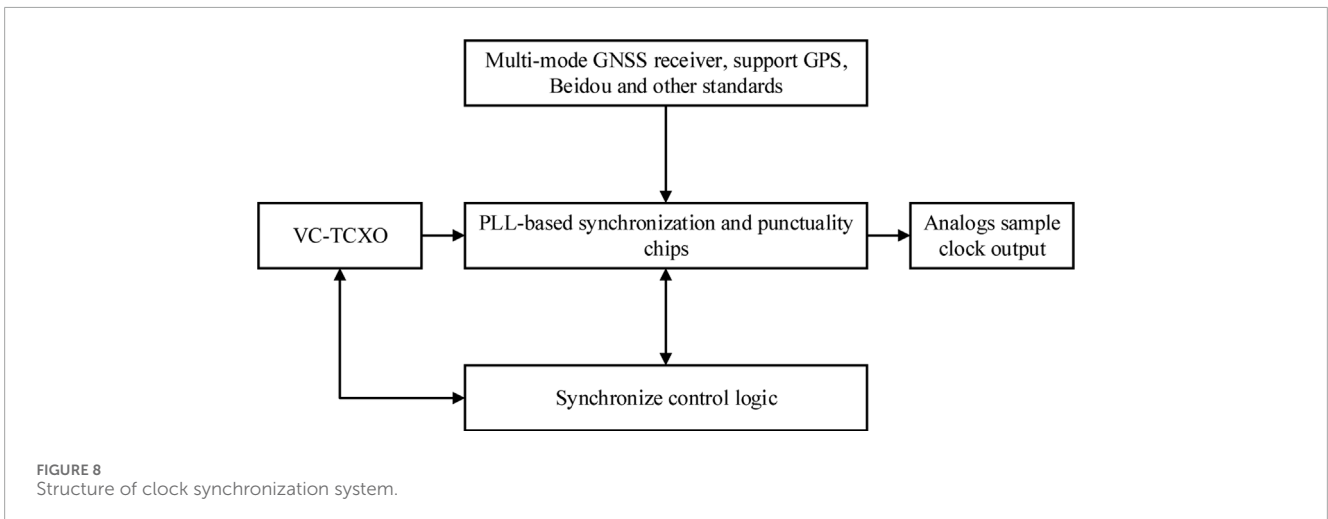 Multi-mode GNSS receiver, support GPS,
Beidou and other standards
VC-TCXO
PLL-based synchronization and punctuality
chips
Analogs sample
clock output
Synchronize control logic
FIGURE 8
Structure of clock synchronization system.